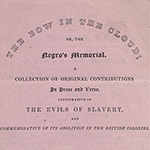 THE BOW IN THE CLOUD;
OR, THE
Negro's Memorial.
A
COLLECTION OF ORIGINAL CONTRIBUTIONS
In Prose and Verse,
ILLUSTRATIVE OF
THE EVILS OF SLAVERY,
AND
COMMEMORATIVE OF ITS ABOLITION IN THE BRITISH COLONIES.